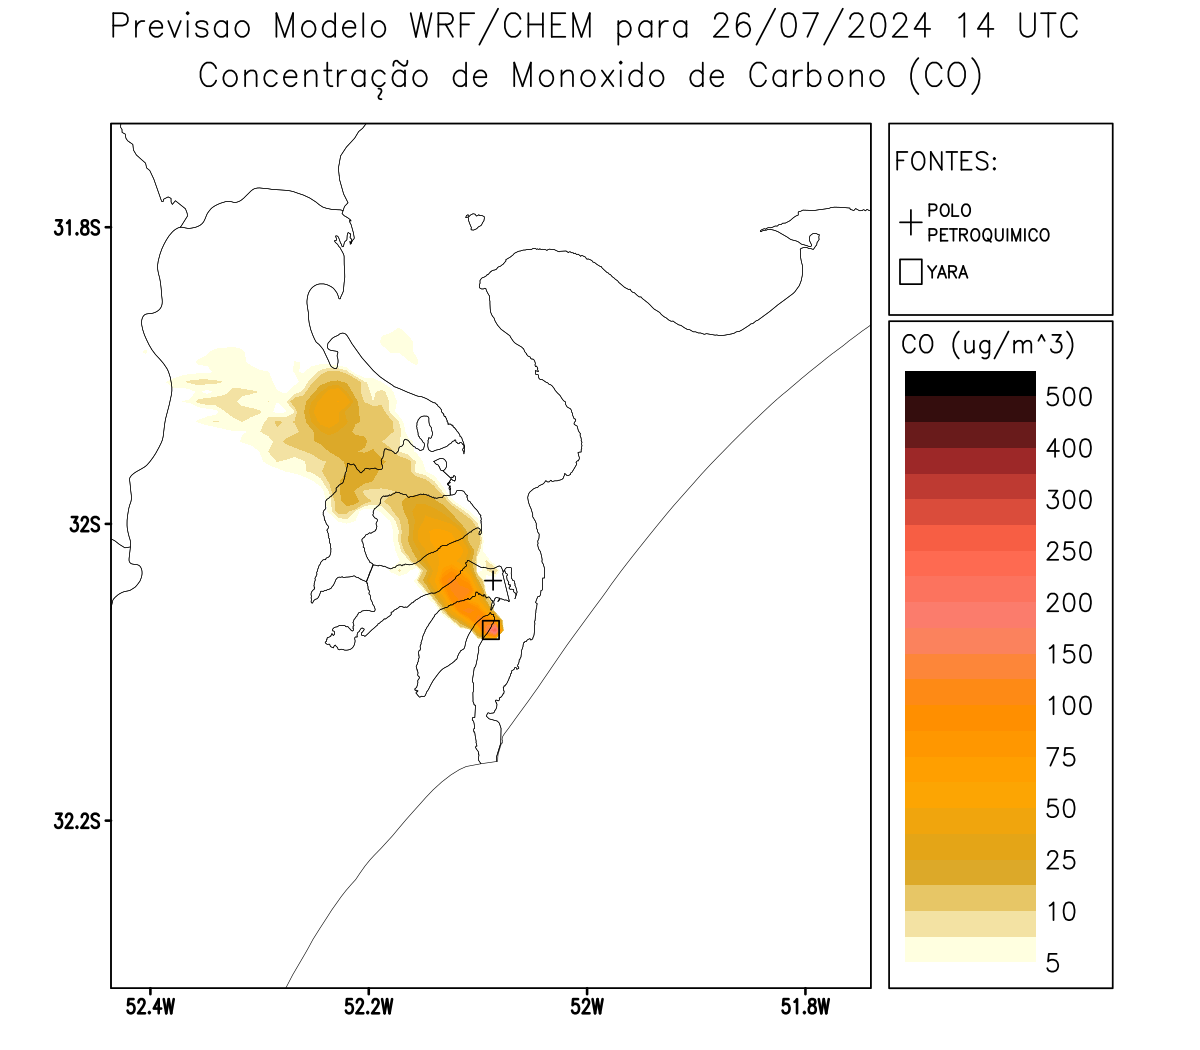 Previsao Modelo WRF/CHEM para 26/07/2024 14 UTC
Concentração de Monoxido de Carbono (CO)
FONTES:
POLO
PETROQUIMICO
YARA
CO (ug/m^3)
500
400
300
250
200
150
100
75
50
25
10
5
31.8S
32S
32.2S
52.4W
52.2W
52W
51.8W